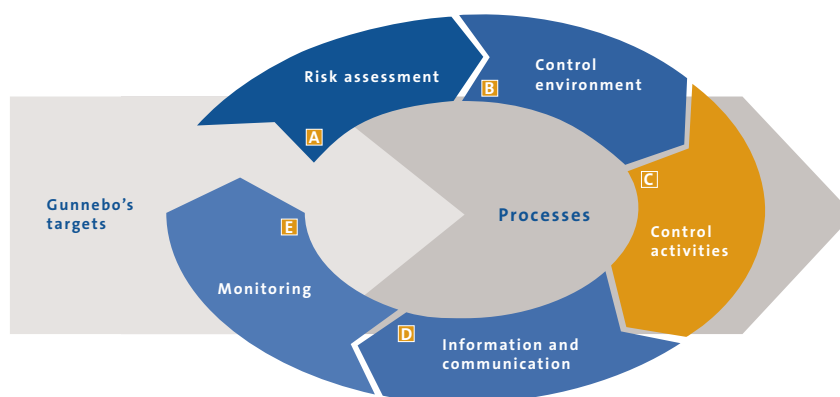 Risk assessment
A
B
Control
environment
C
Control
activities
Gunnebo's
targets
Processes
E
Monitoring
D
Information and
communication